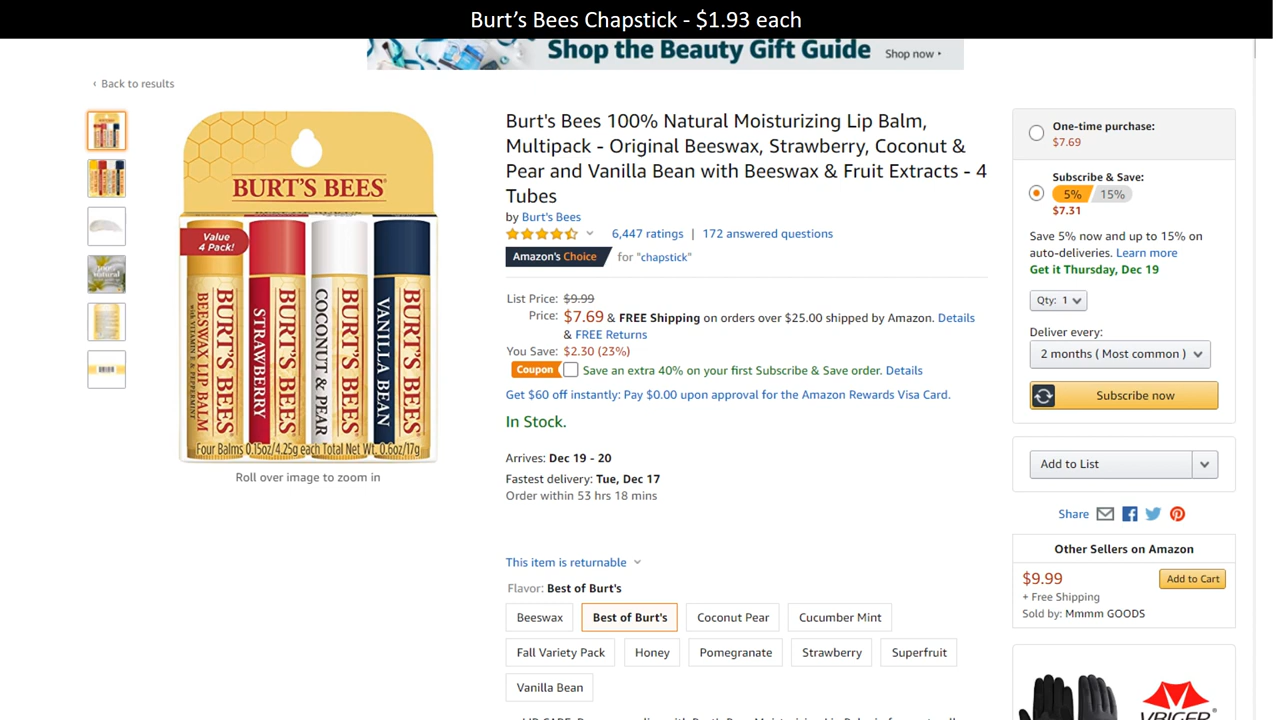 Burt’s Bees Chapstick - $1.93 each
Shop the Beauty Gift Guide Shop now
‹ Back to results
BURT'S BEES
Value
4 Pack!
BURT'S BEES
BEESWAX LIP BALM
with VITAMIN E & PEPPERMINT
BURT'S BEES
STRAWBERRY
BURT'S BEES
COCONUT & PEAR
BURT'S BEES
VANILLA BEAN
Four Balms 0.15oz/4.25g each Total Net Wt. 0.6oz/17g
Roll over image to zoom in
Burt's Bees 100% Natural Moisturizing Lip Balm,
Multipack - Original Beeswax, Strawberry, Coconut &
Pear and Vanilla Bean with Beeswax & Fruit Extracts - 4
Tubes
by Burt's Bees
6,447 ratings | 172 answered questions
Amazon's Choice for "chapstick"
List Price: $9.99
Price: $7.69 & FREE Shipping on orders over $25.00 shipped by Amazon. Details
& FREE Returns
You Save: $2.30 (23%)
Coupon Save an extra 40% on your first Subscribe & Save order. Details
Get $60 off instantly: Pay $0.00 upon approval for the Amazon Rewards Visa Card.
In Stock.
Arrives: Dec 19 - 20
Fastest delivery: Tue, Dec 17
Order within 53 hrs 18 mins
This item is returnable
Flavor: Best of Burt's
Beeswax Best of Burt's Coconut Pear Cucumber Mint
Fall Variety Pack Honey Pomegranate Strawberry Superfruit
Vanilla Bean
One-time purchase:
$7.69
Subscribe & Save:
5% 15%
$7.31
Save 5% now and up to 15% on
auto-deliveries. Learn more
Get it Thursday, Dec 19
Qty: 1
Deliver every:
2 months ( Most common )
Subscribe now
Add to List
Share
Other Sellers on Amazon
$9.99 Add to Cart
+ Free Shipping
Sold by: Mmmm GOODS